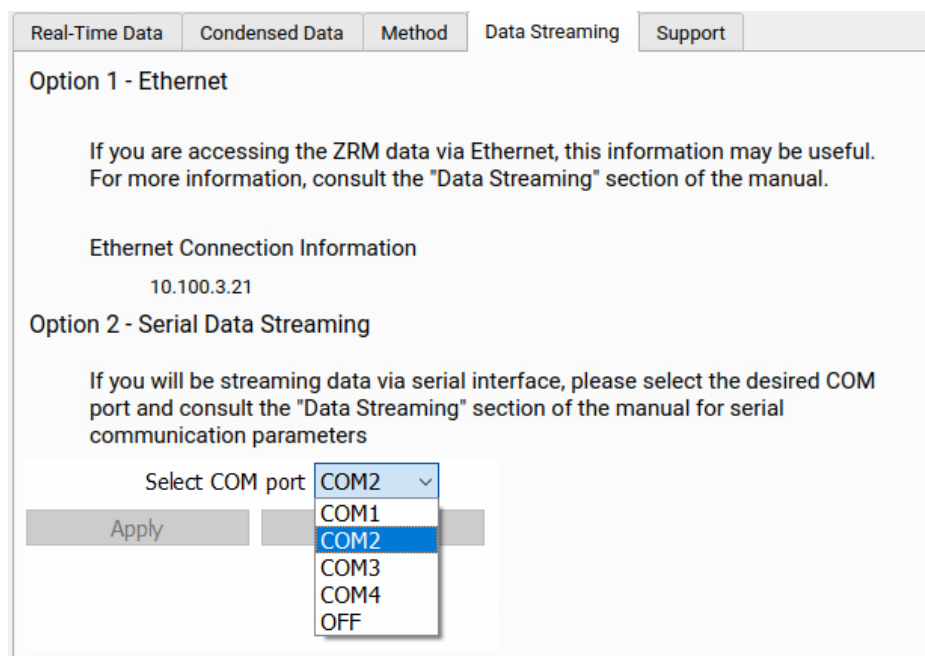 Real-Time Data Condensed Data Method Data Streaming Support
Option 1 - Ethernet
If you are accessing the ZRM data via Ethernet, this information may be useful.
For more information, consult the "Data Streaming" section of the manual.
Ethernet Connection Information
10.100.3.21
Option 2 - Serial Data Streaming
If you will be streaming data via serial interface, please select the desired COM
port and consult the "Data Streaming" section of the manual for serial
communication parameters
Select COM port COM2
Apply
COM1
COM2
COM3
COM4
OFF